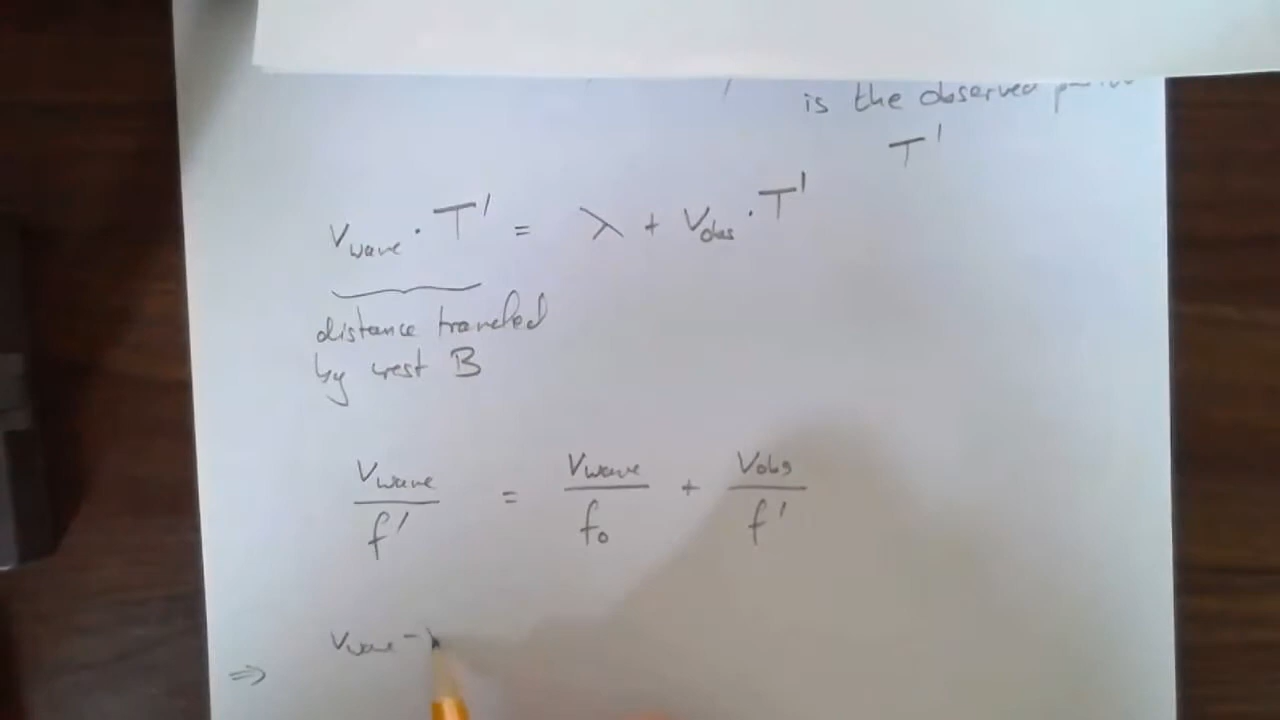 is the observed
T'
v_wave · T' = λ + v_obs · T'
distance traveled
by crest B
v_wave / f' = v_wave / f₀ + v_obs / f'
⇒ v_wave -